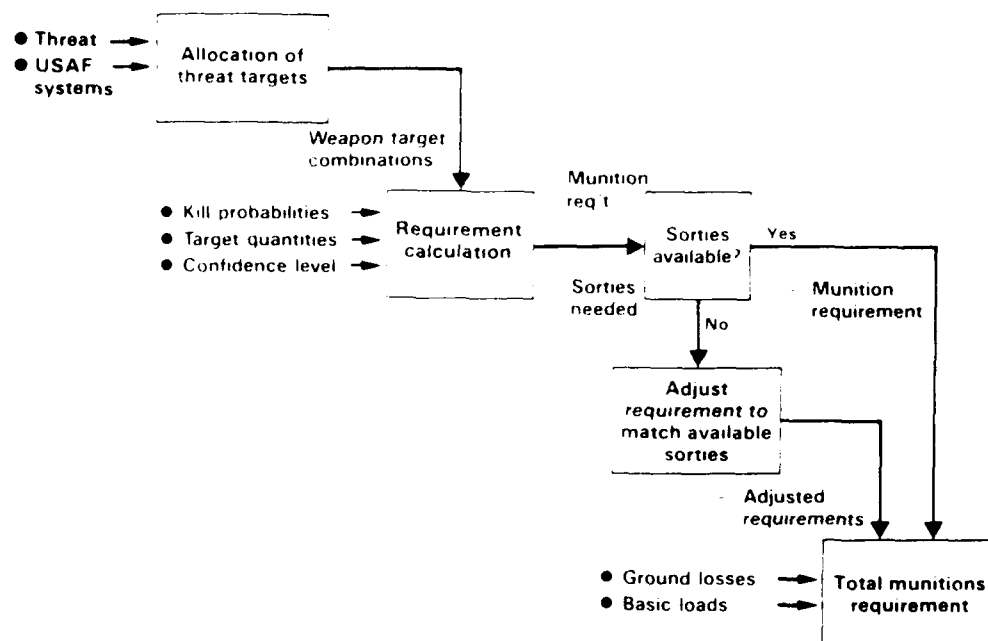 ● Threat
● USAF
systems
Allocation of
threat targets
Weapon target
combinations
● Kill probabilities
● Target quantities
● Confidence level
Requirement
calculation
Munition
req't
Sorties
needed
Sorties
available?
Yes
No
Munition
requirement
Adjust
requirement to
match available
sorties
Adjusted
requirements
● Ground losses
● Basic loads
Total munitions
requirement